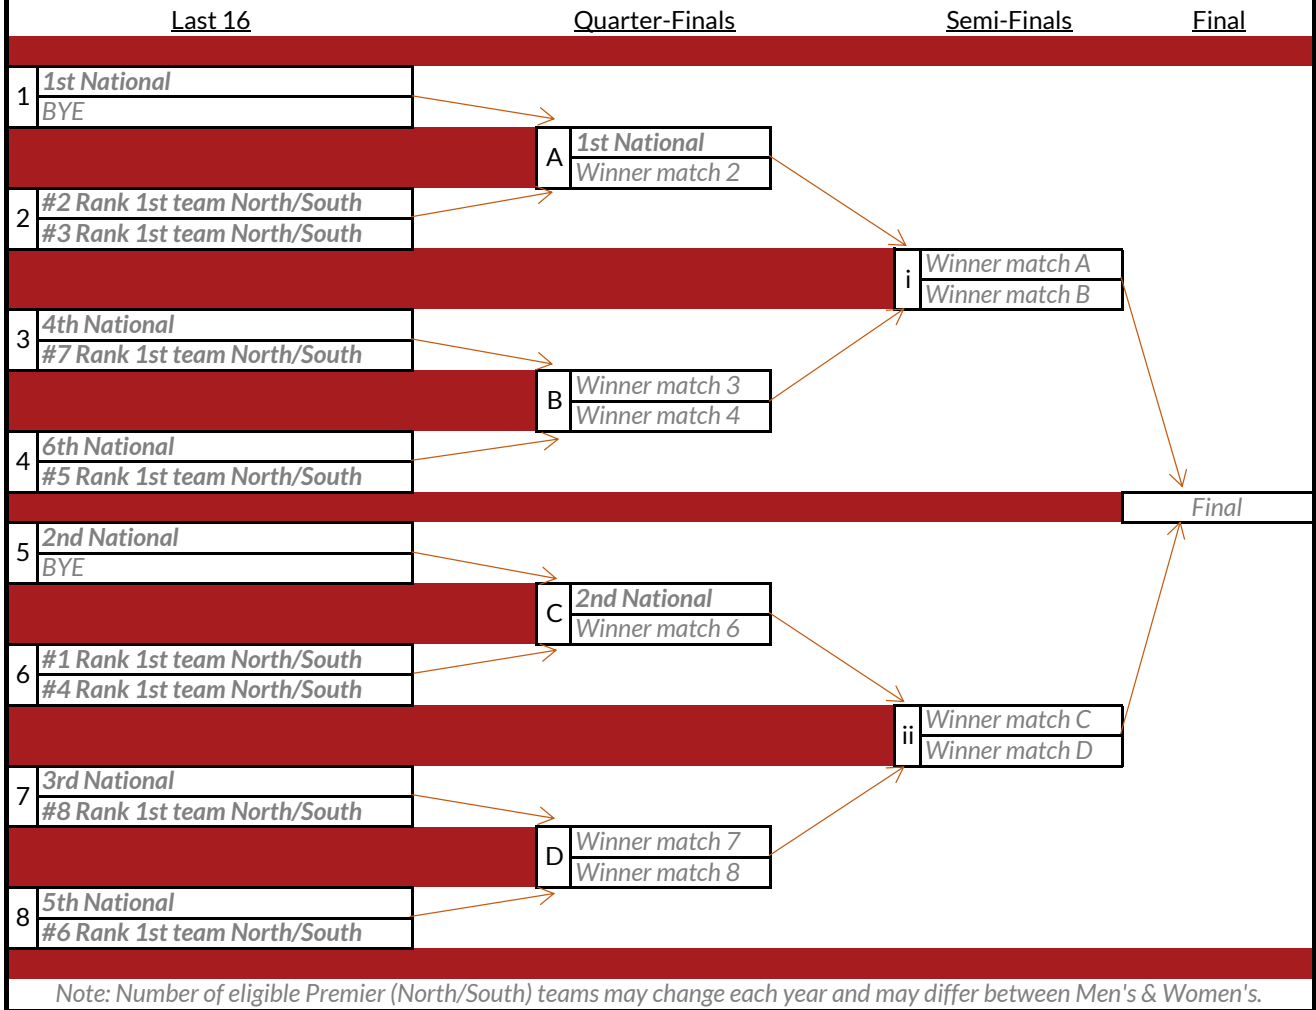 Last 16 Quarter-Finals Semi-Finals Final
1 1st National
BYE
A 1st National
Winner match 2
2 #2 Rank 1st team North/South
#3 Rank 1st team North/South
i Winner match A
Winner match B
3 4th National
#7 Rank 1st team North/South
B Winner match 3
Winner match 4
4 6th National
#5 Rank 1st team North/South
Final
5 2nd National
BYE
C 2nd National
Winner match 6
6 #1 Rank 1st team North/South
#4 Rank 1st team North/South
ii Winner match C
Winner match D
7 3rd National
#8 Rank 1st team North/South
D Winner match 7
Winner match 8
8 5th National
#6 Rank 1st team North/South
Note: Number of eligible Premier (North/South) teams may change each year and may differ between Men's & Women's.